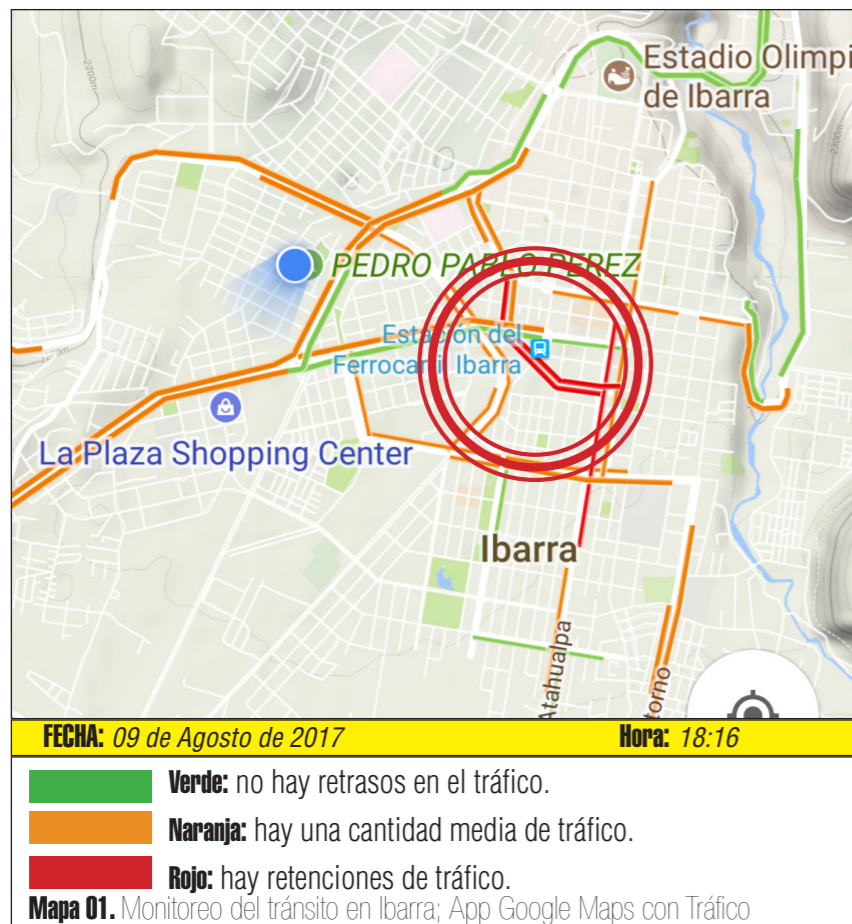 Estadio Olimpi
de Ibarra
2200m
2300m
PEDRO PABLO PEREZ
Estación del
Ferrocarril Ibarra
La Plaza Shopping Center
Ibarra
Atahualpa
torno
FECHA: 09 de Agosto de 2017 Hora: 18:16
Verde: no hay retrasos en el tráfico.
Naranja: hay una cantidad media de tráfico.
Rojo: hay retenciones de tráfico.
Mapa 01. Monitoreo del tránsito en Ibarra; App Google Maps con Tráfico